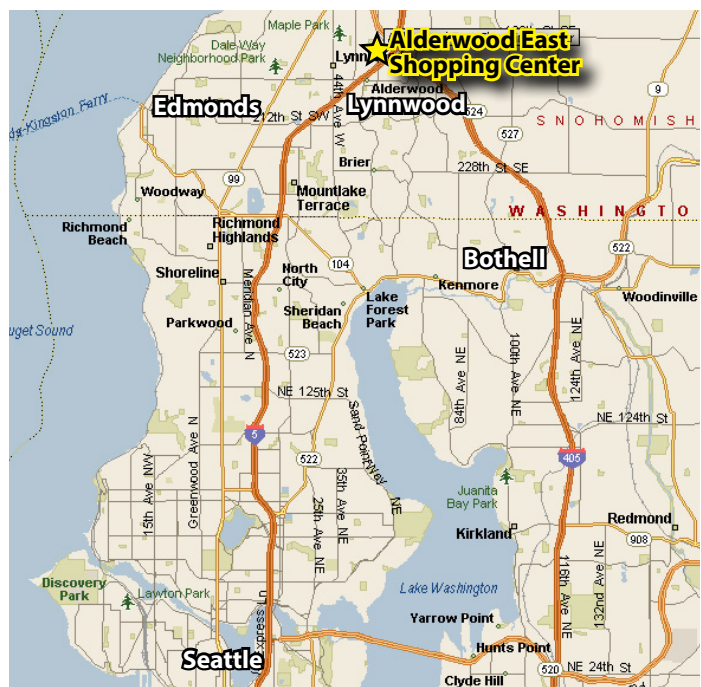 Maple Park
Dale Way
Neighborhood Park
Lynn
Alderwood East
Shopping Center
Alderwood
Edmonds
Lynnwood
9
44th Ave W
212th St SW
524
527
SNOHOMISH
Kingston Ferry
Brier
228th St SE
99
Woodway
Mountlake
Terrace
WASHINGTO
Richmond
Beach
Richmond
Highlands
522
Bothell
104
Shoreline
North
City
Kenmore
Meridian Ave N
Lake
Forest
Park
Woodinville
Sheridan
Beach
Parkwood
uget Sound
523
100th Ave NE
124th Ave NE
84th Ave NE
NE 125th St
Sand Point Way NE
NE 124th St
Greenwood Ave N
5
15th Ave NW
522
405
35th Ave NE
25th Ave NE
Juanita
Bay Park
Kirkland
Redmond
908
116th Ave NE
132nd Ave NE
Discovery
Park
Lawton Park
Lake Washington
Express Ln
Yarrow Point
Hunts Point
Seattle
520
NE 24th St
Clyde Hill